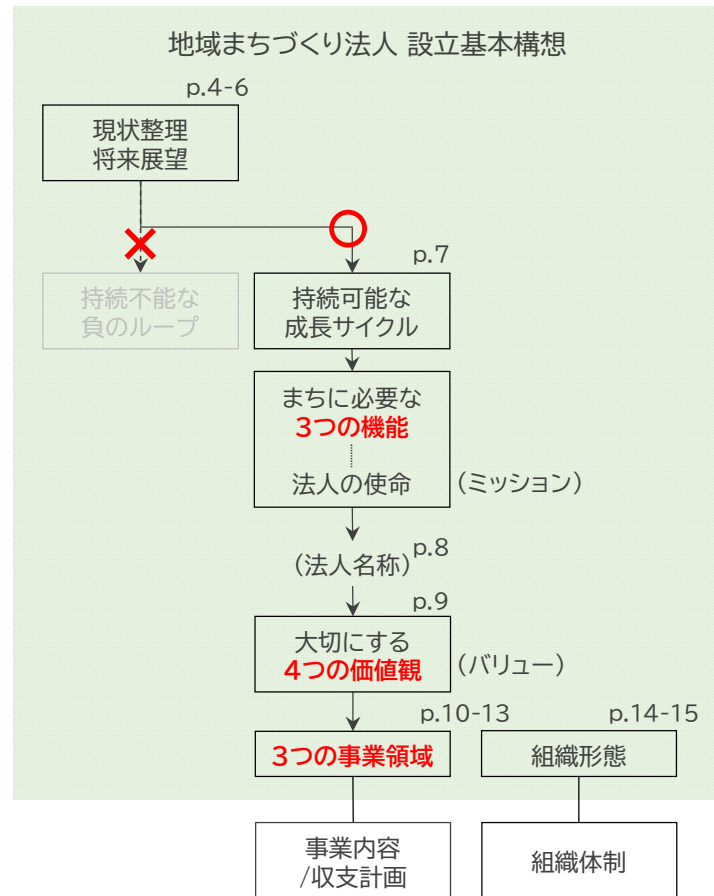 地域まちづくり法人 設立基本構想
p.4-6
現状整理
将来展望
p.7
持続不能な
負のループ
持続可能な
成長サイクル
まちに必要な
3つの機能
法人の使命
(ミッション)
(法人名称)
p.8
p.9
大切にする
4つの価値観
(バリュー)
p.10-13
p.14-15
3つの事業領域
組織形態
事業内容
/収支計画
組織体制